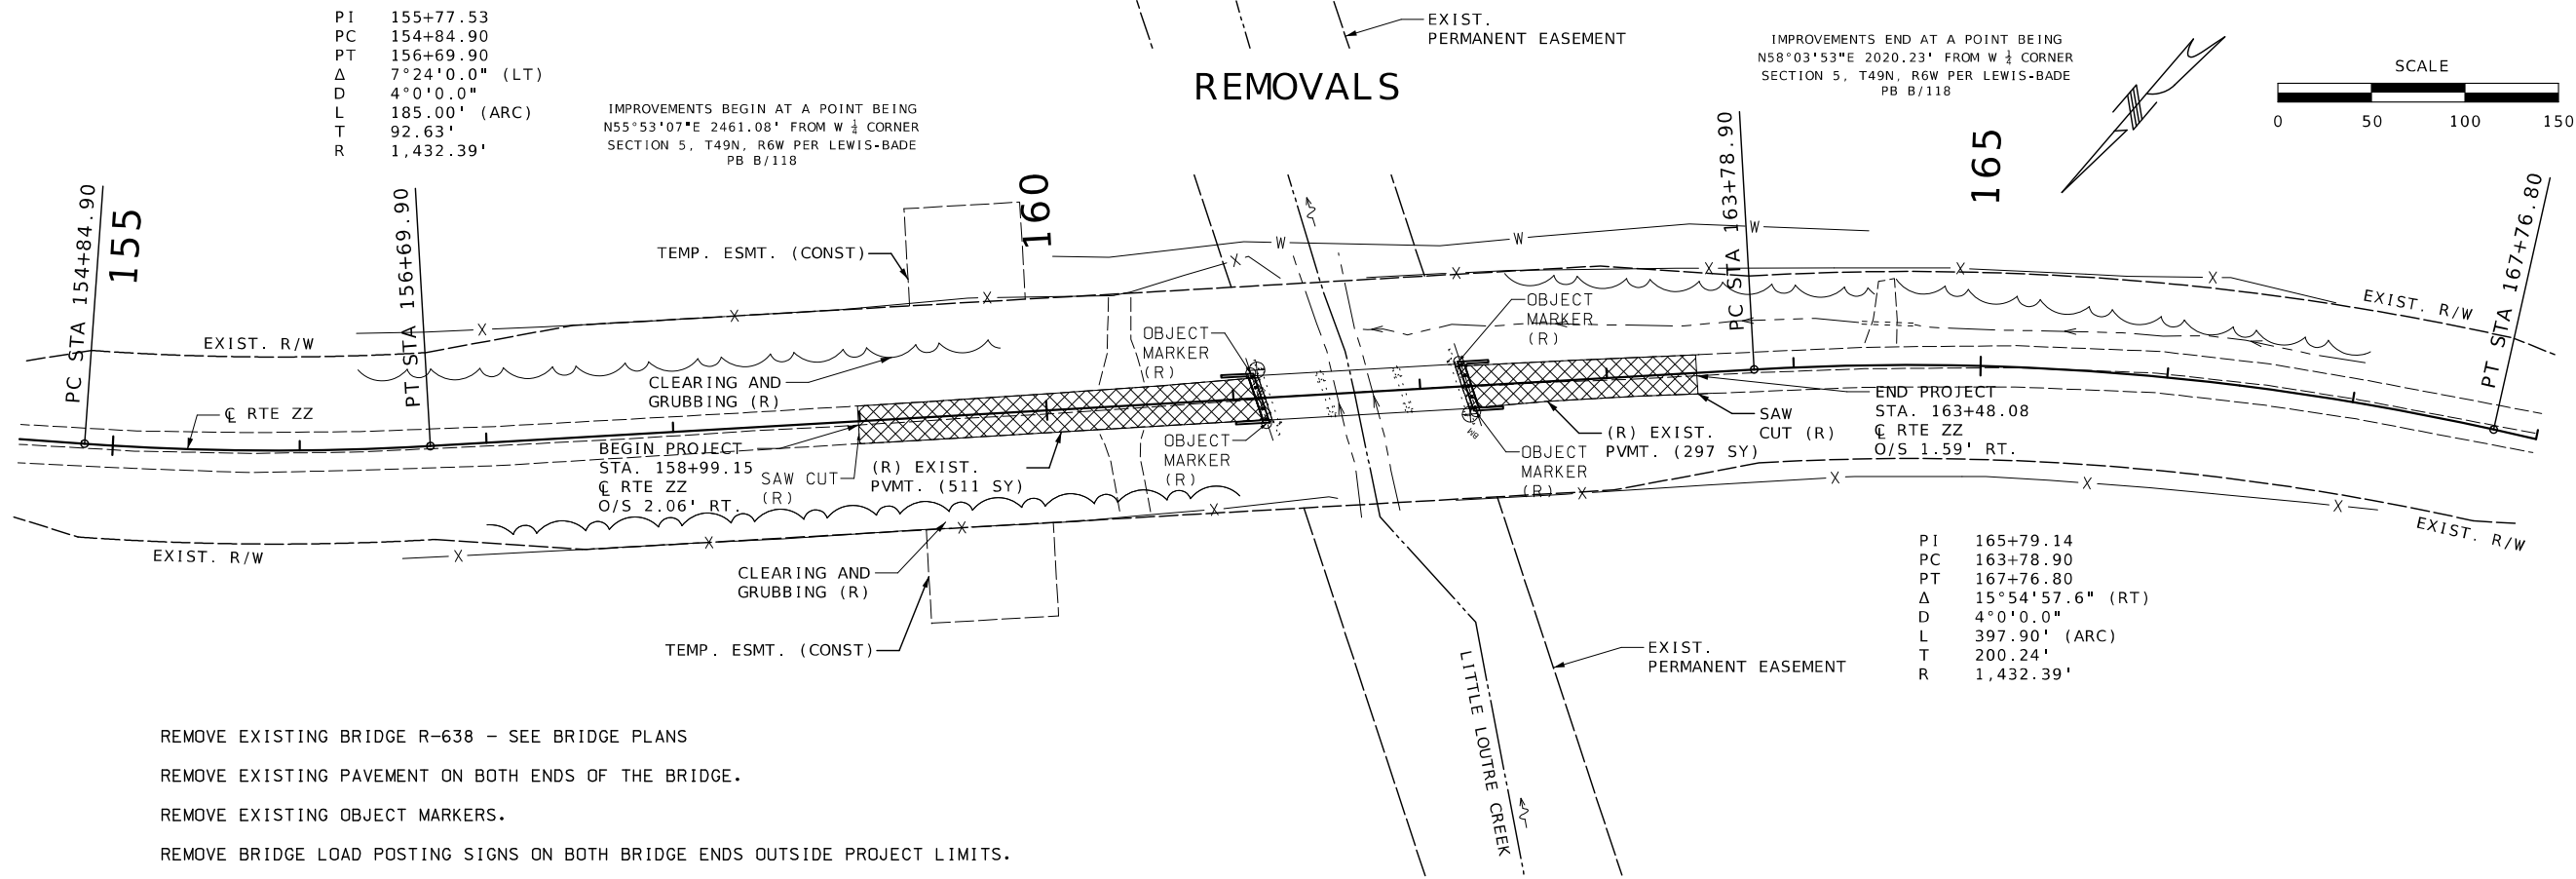 PI 155+77.53
PC 154+84.90
PT 156+69.90
Δ 7°24'0.0" (LT)
D 4°0'0.0"
L 185.00' (ARC)
T 92.63'
R 1,432.39'
IMPROVEMENTS BEGIN AT A POINT BEING
N55°53'07"E 2461.08' FROM W ¼ CORNER
SECTION 5, T49N, R6W PER LEWIS-BADE
PB B/118
EXIST.
PERMANENT EASEMENT
REMOVALS
IMPROVEMENTS END AT A POINT BEING
N58°03'53"E 2020.23' FROM W ¼ CORNER
SECTION 5, T49N, R6W PER LEWIS-BADE
PB B/118
SCALE
0 50 100 150
PC STA 154+84.90
155
PT STA 156+69.90
160
PC STA 163+78.90
165
PT STA 167+76.80
TEMP. ESMT. (CONST)
W W W
X X X X X X X X
EXIST. R/W
EXIST. R/W
OBJECT
MARKER
(R)
OBJECT
MARKER
(R)
CLEARING AND
GRUBBING (R)
℄ RTE ZZ
BEGIN PROJECT
STA. 158+99.15
℄ RTE ZZ
O/S 2.06' RT.
SAW CUT
(R)
(R) EXIST.
PVMT. (511 SY)
OBJECT
MARKER
(R)
BM
OBJECT
MARKER
(R)
(R) EXIST.
PVMT. (297 SY)
SAW
CUT (R)
END PROJECT
STA. 163+48.08
℄ RTE ZZ
O/S 1.59' RT.
X X X X X X X X
EXIST. R/W
EXIST. R/W
CLEARING AND
GRUBBING (R)
TEMP. ESMT. (CONST)
LITTLE LOUTRE CREEK
EXIST.
PERMANENT EASEMENT
PI 165+79.14
PC 163+78.90
PT 167+76.80
Δ 15°54'57.6" (RT)
D 4°0'0.0"
L 397.90' (ARC)
T 200.24'
R 1,432.39'
REMOVE EXISTING BRIDGE R-638 - SEE BRIDGE PLANS
REMOVE EXISTING PAVEMENT ON BOTH ENDS OF THE BRIDGE.
REMOVE EXISTING OBJECT MARKERS.
REMOVE BRIDGE LOAD POSTING SIGNS ON BOTH BRIDGE ENDS OUTSIDE PROJECT LIMITS.